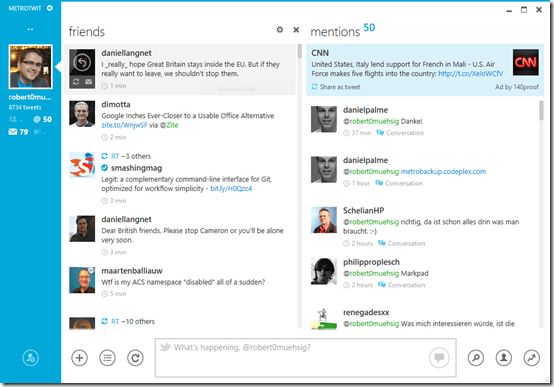 METROTWIT
robert0mu...
8734 tweets
@ 50
79
friends
daniellangnet
I _really_ hope Great Britain stays inside the EU. But if they
really want to leave, we shouldn't stop them.
1 min
dimotta
Google Inches Ever-Closer to a Usable Office Alternative
zite.to/WnjwSF via @Zite
2 min
RT ~3 others
smashingmag
Legit: a complementary command-line interface for Git,
optimized for workflow simplicity - bit.ly/H0Qzc4
3 min
daniellangnet
Dear British friends. Please stop Cameron or you'll be alone
very soon.
3 min
maartenballiauw
Wtf is my ACS namespace "disabled" all of a sudden?
5 min
RT ~10 others
mentions 50
CNN
United States, Italy lend support for French in Mali - U.S. Air
Force makes five flights into the country: http://t.co/XeIoWCfV
Share as tweet
Ad by 140proof
danielpalme
@robert0muehsig Danke!
37 min Conversation
danielpalme
@robert0muehsig metrobackup.codeplex.com
1 hour Conversation
SchelianHP
@robert0muehsig richtig, da ist schon alles drin was man
braucht. ;-)
2 hours Conversation
philipproplesch
@robert0muehsig Markpad
2 hours Conversation
renegadesxx
@robert0muehsig Was mich interessieren würde, ist die
What's happening, @robert0muehsig?